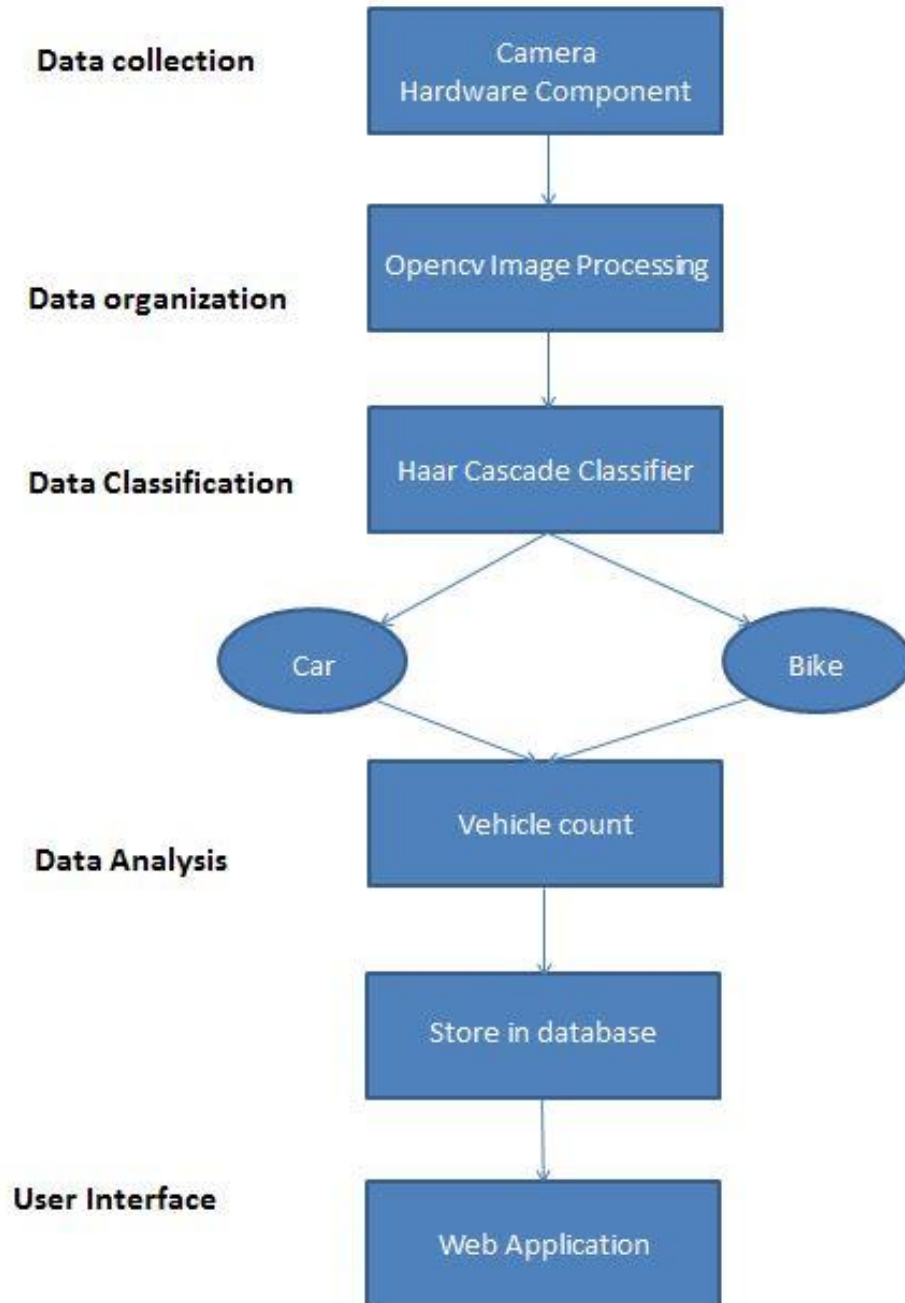 Data collection
Camera
Hardware Component
Opencv Image Processing
Data organization
Haar Cascade Classifier
Data Classification
Car
Bike
Vehicle count
Data Analysis
Store in database
User Interface
Web Application